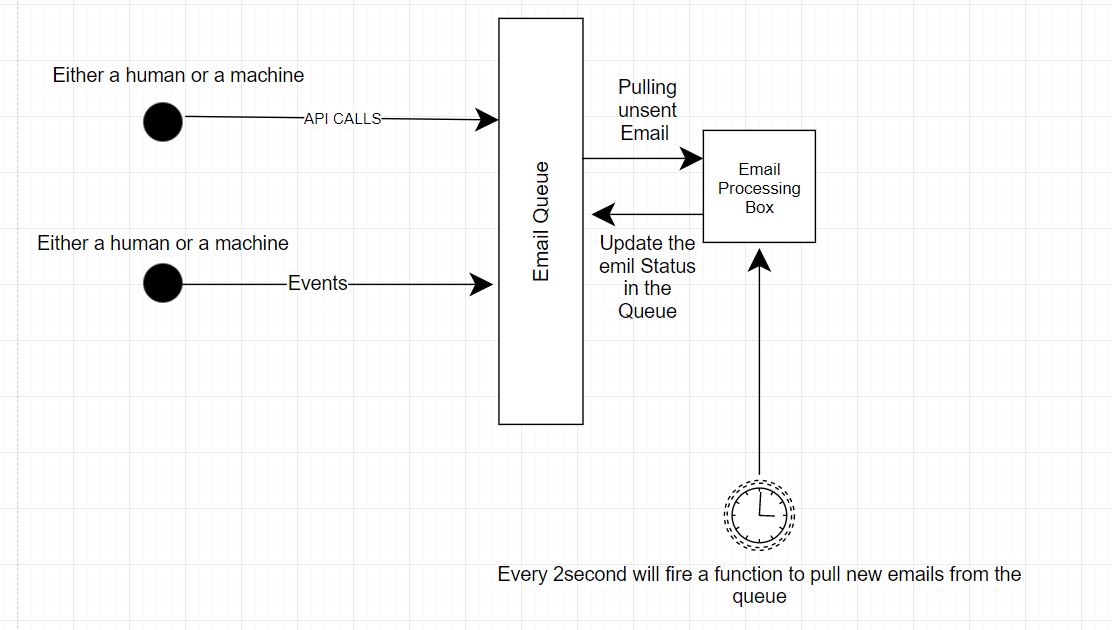 Either a human or a machine
API CALLS
Pulling
unsent
Email
Email
Processing
Box
Email Queue
Either a human or a machine
Events
Update the
emil Status
in the
Queue
Every 2second will fire a function to pull new emails from the
queue